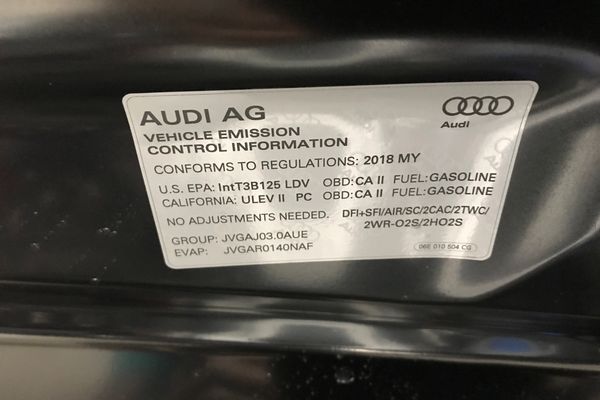 AUDI AG
Audi
VEHICLE EMISSION
CONTROL INFORMATION
CONFORMS TO REGULATIONS: 2018 MY
U.S. EPA: IntT3B125 LDV OBD: CA II FUEL: GASOLINE
CALIFORNIA: ULEV II PC OBD: CA II FUEL: GASOLINE
NO ADJUSTMENTS NEEDED. DFI+SFI/AIR/SC/2CAC/2TWC/
2WR-O2S/2HO2S
GROUP: JVGAJ03.0AUE
EVAP: JVGAR0140NAF
06E 010 504 CG